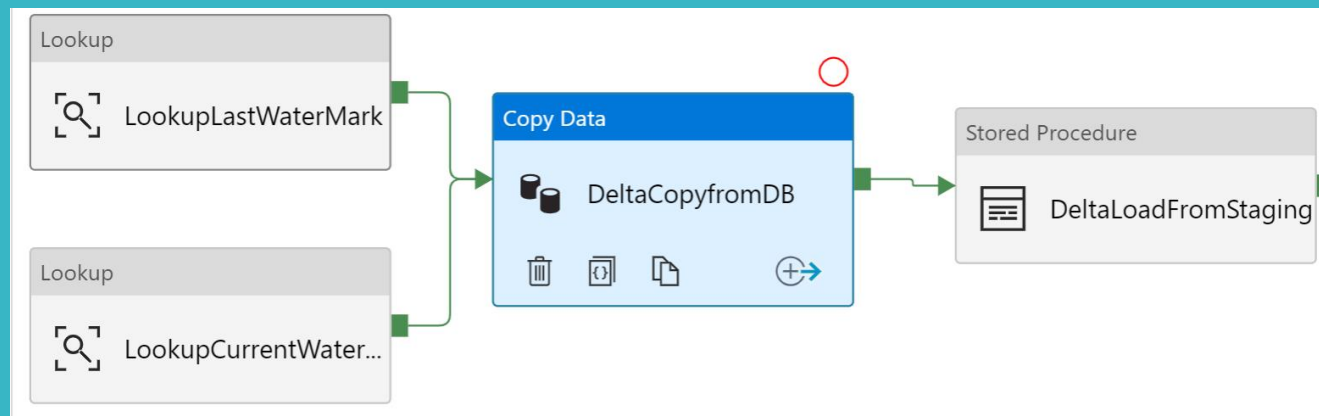 Lookup
LookupLastWaterMark
Lookup
LookupCurrentWater...
Copy Data
DeltaCopyfromDB
Stored Procedure
DeltaLoadFromStaging